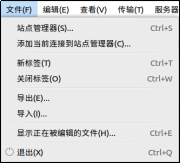 文件(F) 编辑(E) 查看(V) 传输(T) 服务器
站点管理器(S)... Ctrl+S
添加当前连接到站点管理器(C)...
新标签(T) Ctrl+T
关闭标签(O) Ctrl+W
导出(E)...
导入(I)...
显示正在被编辑的文件(H)... Ctrl+E
退出(X) Ctrl+Q